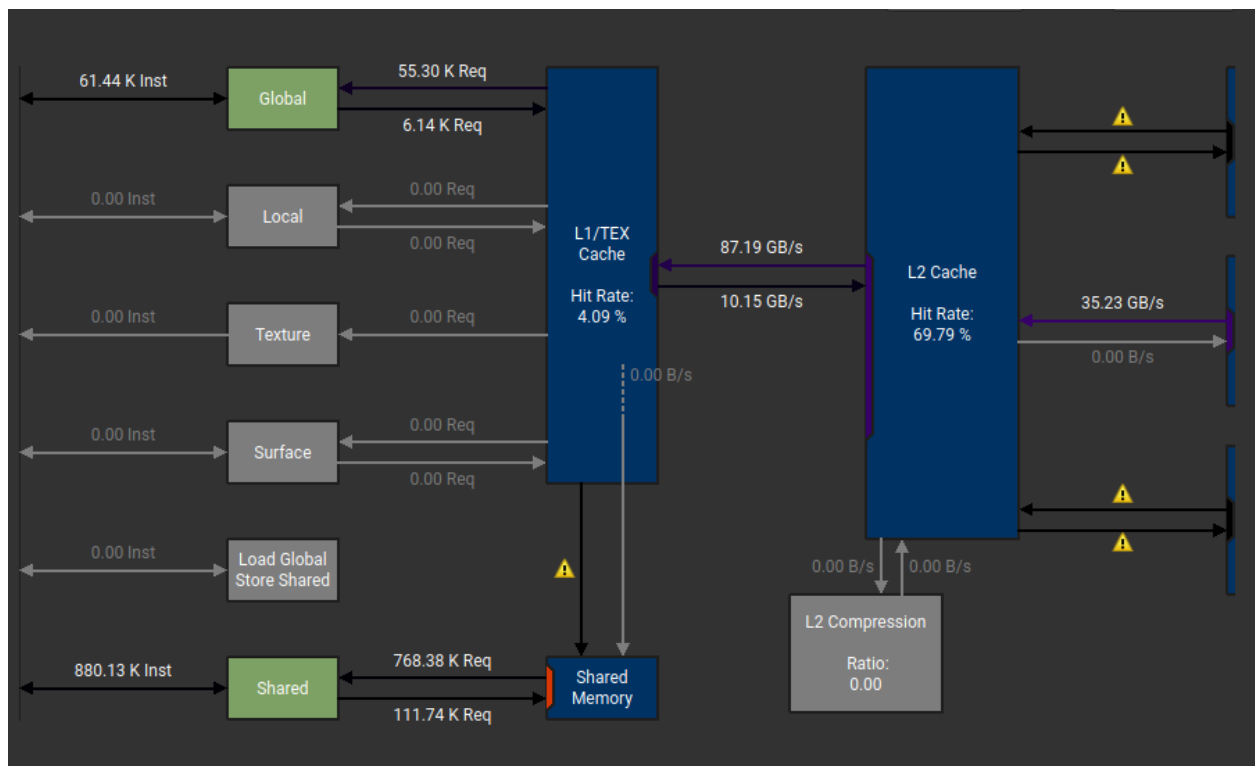 61.44 K Inst
Global
55.30 K Req
6.14 K Req
0.00 Inst
Local
0.00 Req
0.00 Req
0.00 Inst
Texture
0.00 Req
0.00 Inst
Surface
0.00 Req
0.00 Req
0.00 Inst
Load Global
Store Shared
880.13 K Inst
Shared
768.38 K Req
111.74 K Req
L1/TEX
Cache
Hit Rate:
4.09 %
0.00 B/s
Shared
Memory
87.19 GB/s
10.15 GB/s
L2 Cache
Hit Rate:
69.79 %
35.23 GB/s
0.00 B/s
0.00 B/s
0.00 B/s
L2 Compression
Ratio:
0.00